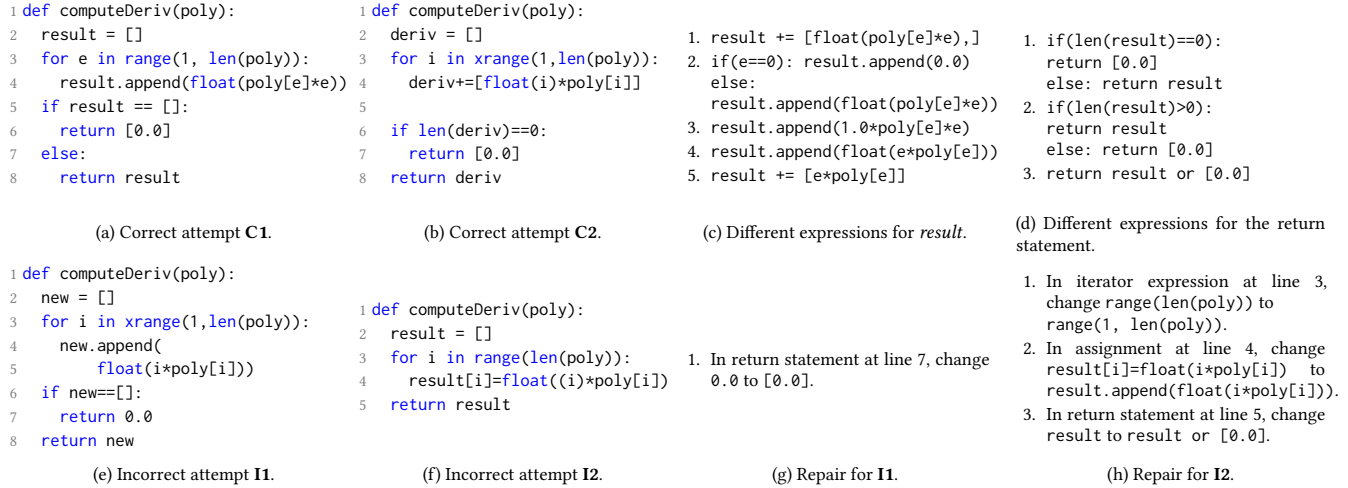 1 def computeDeriv(poly):
2 result = []
3 for e in range(1, len(poly)):
4 result.append(float(poly[e]*e))
5 if result == []:
6 return [0.0]
7 else:
8 return result
(a) Correct attempt C1.
1 def computeDeriv(poly):
2 deriv = []
3 for i in xrange(1,len(poly)):
4 deriv+=[float(i)*poly[i]]
5
6 if len(deriv)==0:
7 return [0.0]
8 return deriv
(b) Correct attempt C2.
1. result += [float(poly[e]*e),]
2. if(e==0): result.append(0.0)
else:
result.append(float(poly[e]*e))
3. result.append(1.0*poly[e]*e)
4. result.append(float(e*poly[e]))
5. result += [e*poly[e]]
(c) Different expressions for result.
1. if(len(result)==0):
return [0.0]
else: return result
2. if(len(result)>0):
return result
else: return [0.0]
3. return result or [0.0]
(d) Different expressions for the return
statement.
1 def computeDeriv(poly):
2 new = []
3 for i in xrange(1,len(poly)):
4 new.append(
5 float(i*poly[i]))
6 if new==[]:
7 return 0.0
8 return new
(e) Incorrect attempt I1.
1 def computeDeriv(poly):
2 result = []
3 for i in range(len(poly)):
4 result[i]=float((i)*poly[i])
5 return result
(f) Incorrect attempt I2.
1. In return statement at line 7, change
0.0 to [0.0].
(g) Repair for I1.
1. In iterator expression at line 3,
change range(len(poly)) to
range(1, len(poly)).
2. In assignment at line 4, change
result[i]=float(i*poly[i]) to
result.append(float(i*poly[i])).
3. In return statement at line 5, change
result to result or [0.0].
(h) Repair for I2.